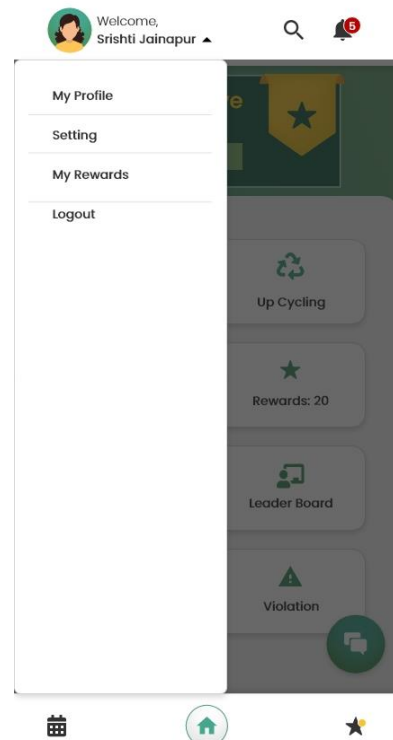 Welcome,
Srishti Jainapur
5
My Profile
Setting
My Rewards
Logout
Up Cycling
Rewards: 20
Leader Board
Violation